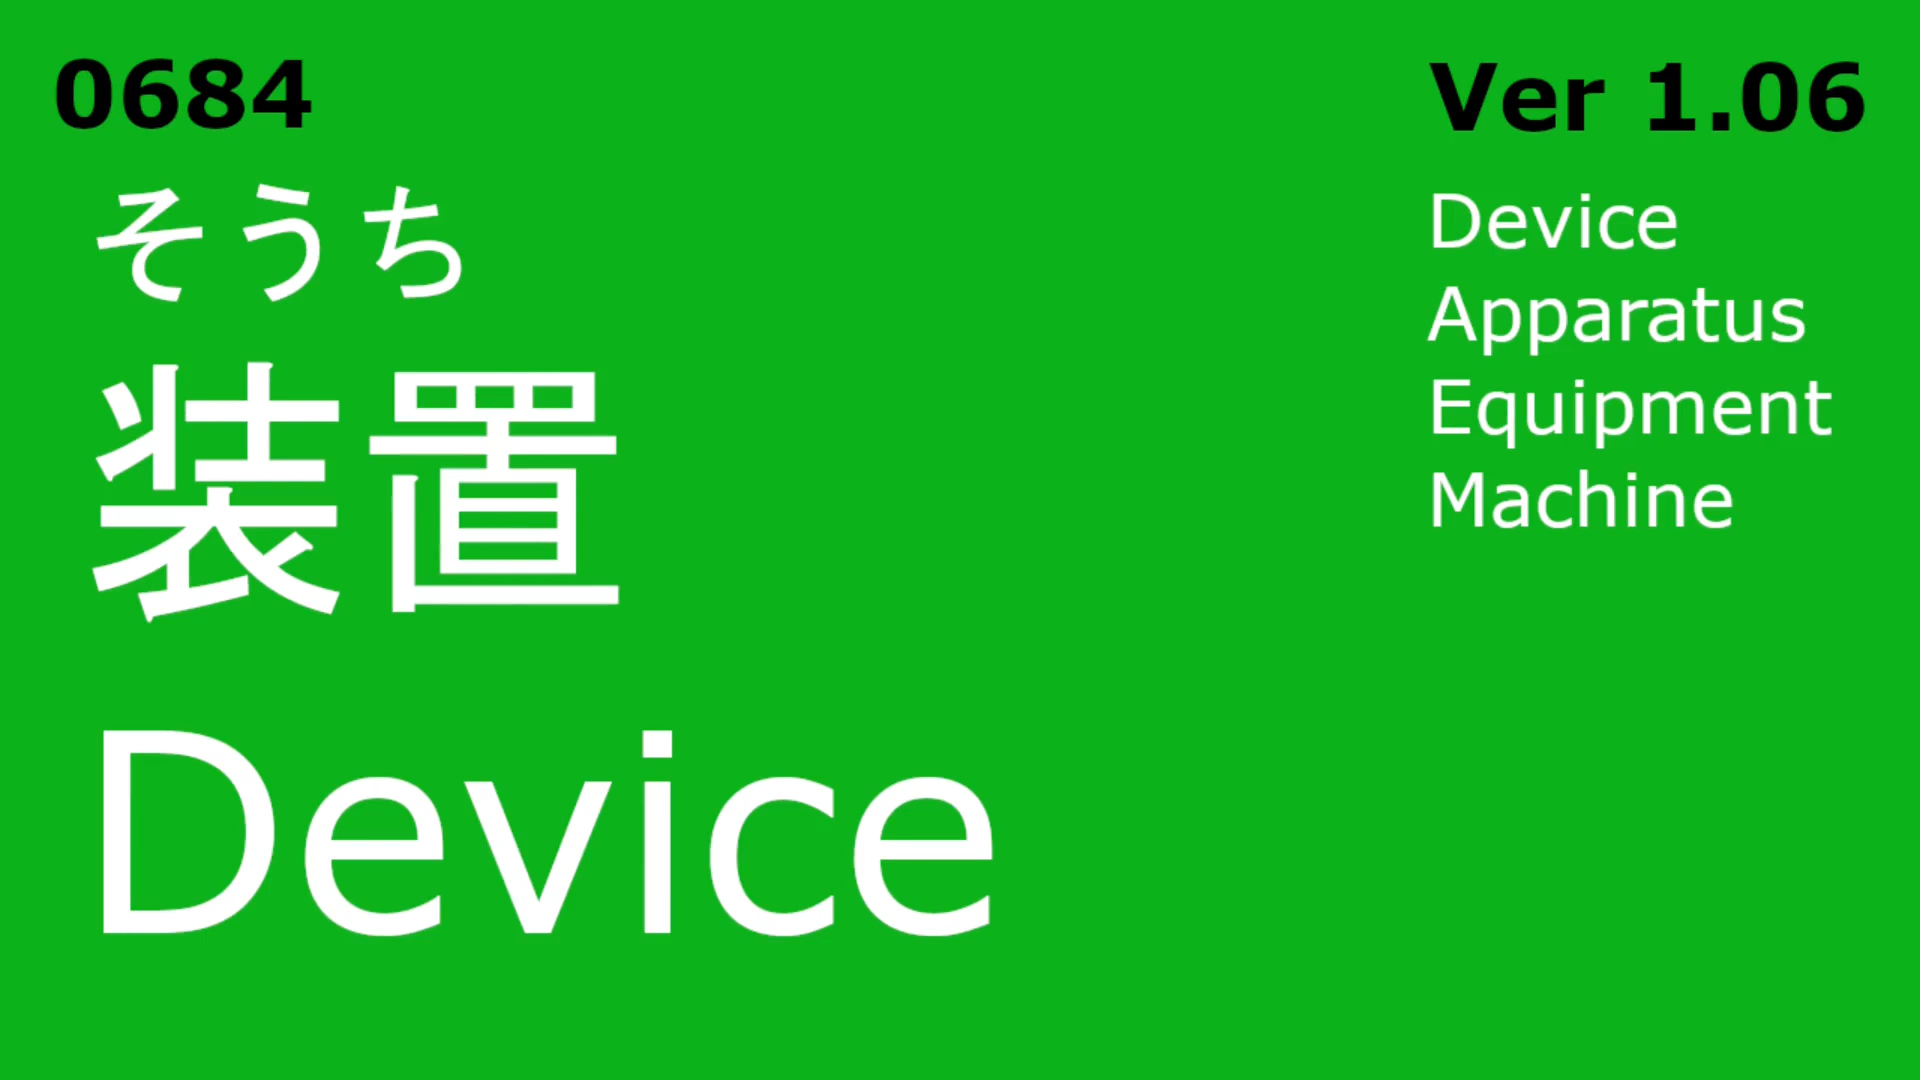 0684
Ver 1.06
そうち
装置
Device
Device
Apparatus
Equipment
Machine